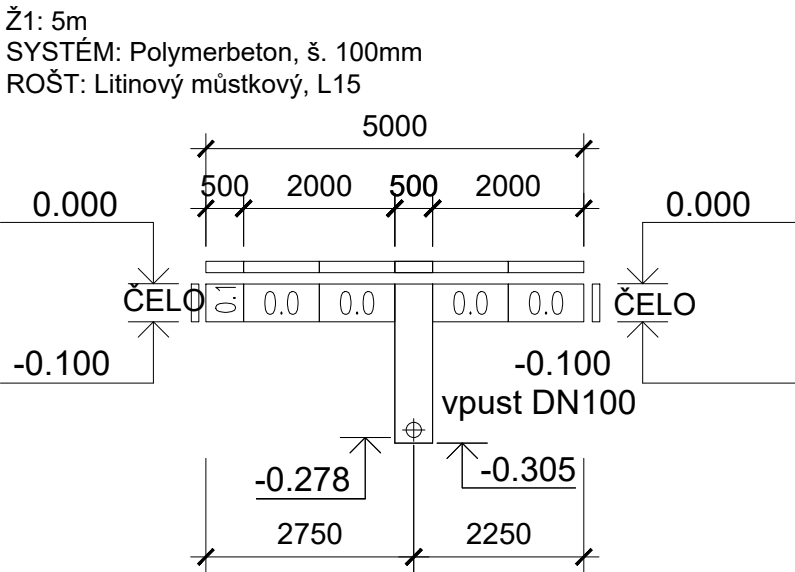 Ž1: 5m
SYSTÉM: Polymerbeton, š. 100mm
ROŠT: Litinový můstkový, L15
5000
500 2000 500 2000
0.000 0.000
ČELO 0.1 0.0 0.0 0.0 0.0 ČELO
-0.100 -0.100 -0.100
vpust DN100
-0.278 -0.305
2750 2250